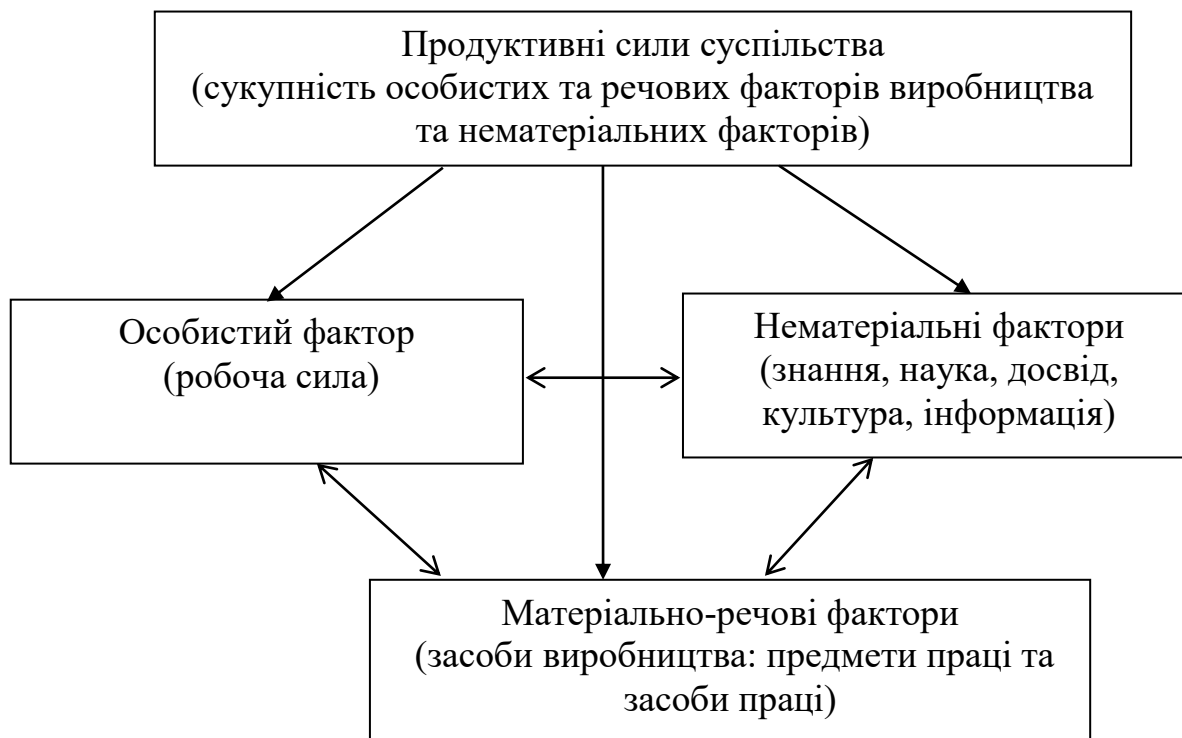 Продуктивні сили суспільства
(сукупність особистих та речових факторів виробництва
та нематеріальних факторів)
Особистий фактор
(робоча сила)
Нематеріальні фактори
(знання, наука, досвід,
культура, інформація)
Матеріально-речові фактори
(засоби виробництва: предмети праці та
засоби праці)